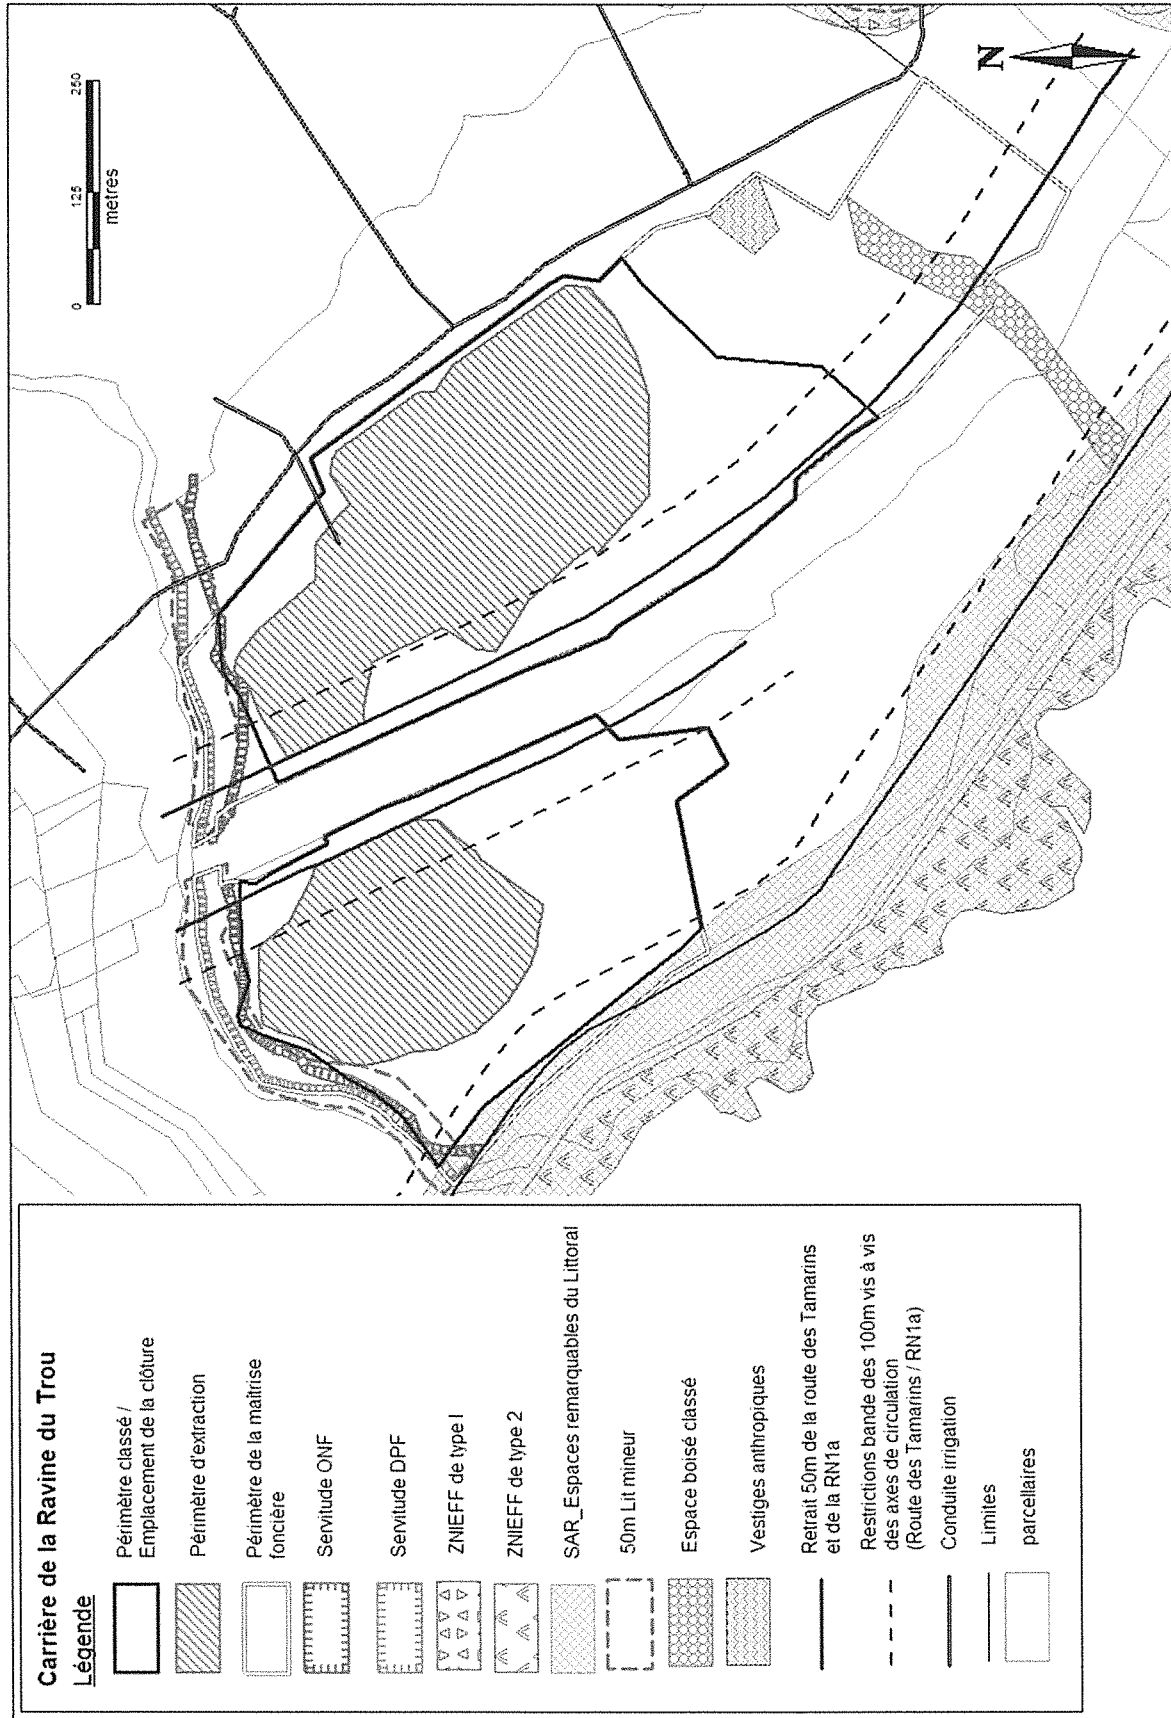 Carrière de la Ravine du Trou
Légende
Périmètre classé /
Emplacement de la clôture
Périmètre d'extraction
Périmètre de la maîtrise
foncière
Servitude ONF
Servitude DPF
ZNIEFF de type I
ZNIEFF de type 2
SAR_Espaces remarquables du Littoral
50m Lit mineur
Espace boisé classé
Vestiges anthropiques
Retrait 50m de la route des Tamarins
et de la RN1a
Restrictions bande des 100m vis à vis
des axes de circulation
(Route des Tamarins / RN1a)
Conduite irrigation
Limites
parcellaires
0 125 250
metres
N